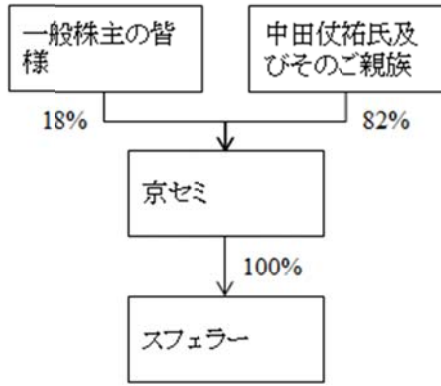 一般株主の皆
様
中田仗祐氏及
びそのご親族
18%
82%
京セミ
100%
スフェラー